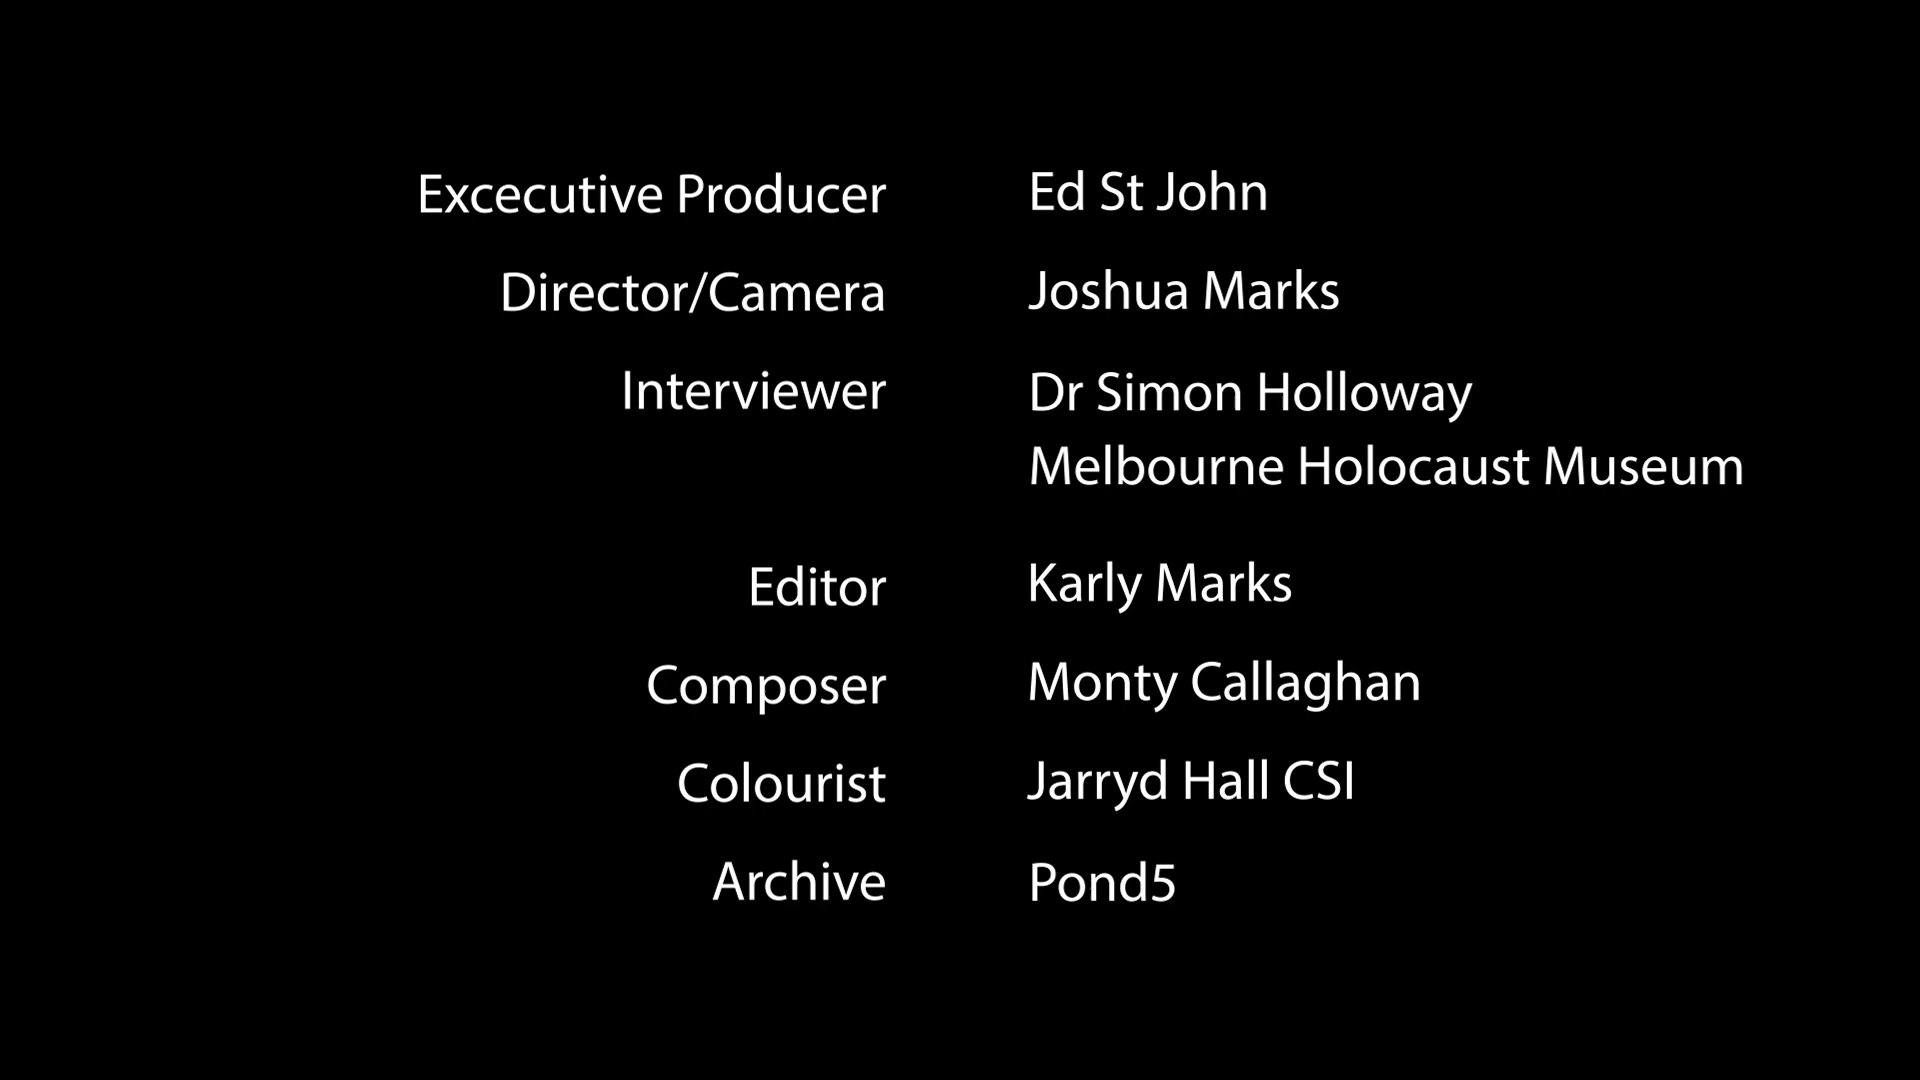 Excecutive Producer Ed St John
Director/Camera Joshua Marks
Interviewer Dr Simon Holloway
Melbourne Holocaust Museum
Editor Karly Marks
Composer Monty Callaghan
Colourist Jarryd Hall CSI
Archive Pond5